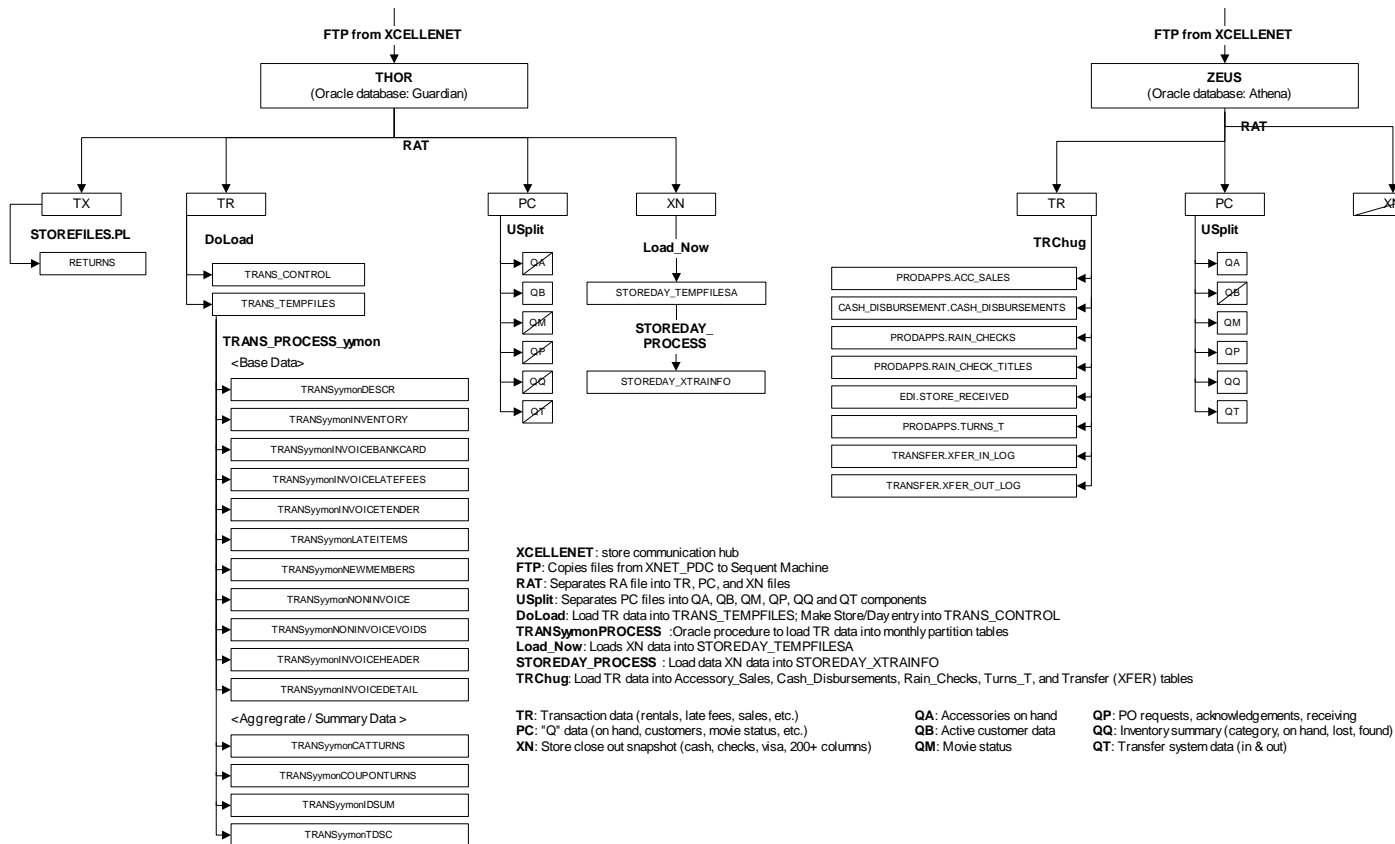 FTP from XCELLENET
THOR
(Oracle database: Guardian)
RAT
TX
TR
PC
XN
STOREFILES.PL
RETURNS
DoLoad
TRANS_CONTROL
TRANS_TEMPFILES
TRANS_PROCESS_yymon
<Base Data>
TRANSyymonDESCR
TRANSyymonINVENTORY
TRANSyymonINVOICEBANKCARD
TRANSyymonINVOICELATEFEES
TRANSyymonINVOICETENDER
TRANSyymonLATEITEMS
TRANSyymonNEWMEMBERS
TRANSyymonNONINVOICE
TRANSyymonNONINVOICEVOIDS
TRANSyymonINVOICEHEADER
TRANSyymonINVOICEDETAIL
<Aggregrate / Summary Data >
TRANSyymonCATTURNS
TRANSyymonCOUPONTURNS
TRANSyymonIDSUM
TRANSyymonTDSC
USplit
QA
QB
QM
QP
QQ
QT
Load_Now
STOREDAY_TEMPFILESA
STOREDAY_
PROCESS
STOREDAY_XTRAINFO
FTP from XCELLENET
ZEUS
(Oracle database: Athena)
RAT
TR
PC
TRChug
PRODAPPS.ACC_SALES
CASH_DISBURSEMENT.CASH_DISBURSEMENTS
PRODAPPS.RAIN_CHECKS
PRODAPPS.RAIN_CHECK_TITLES
EDI.STORE_RECEIVED
PRODAPPS.TURNS_T
TRANSFER.XFER_IN_LOG
TRANSFER.XFER_OUT_LOG
USplit
QA
QB
QM
QP
QQ
QT
XCELLENET: store communication hub
FTP: Copies files from XNET_PDC to Sequent Machine
RAT: Separates RA file into TR, PC, and XN files
USplit: Separates PC files into QA, QB, QM, QP, QQ and QT components
DoLoad: Load TR data into TRANS_TEMPFILES; Make Store/Day entry into TRANS_CONTROL
TRANSyymonPROCESS :Oracle procedure to load TR data into monthly partition tables
Load_Now: Loads XN data into STOREDAY_TEMPFILESA
STOREDAY_PROCESS : Load data XN data into STOREDAY_XTRAINFO
TRChug: Load TR data into Accessory_Sales, Cash_Disbursements, Rain_Checks, Turns_T, and Transfer (XFER) tables
TR: Transaction data (rentals, late fees, sales, etc.)
PC: "Q" data (on hand, customers, movie status, etc.)
XN: Store close out snapshot (cash, checks, visa, 200+ columns)
QA: Accessories on hand
QB: Active customer data
QM: Movie status
QP: PO requests, acknowledgements, receiving
QQ: Inventory summary (category, on hand, lost, found)
QT: Transfer system data (in & out)